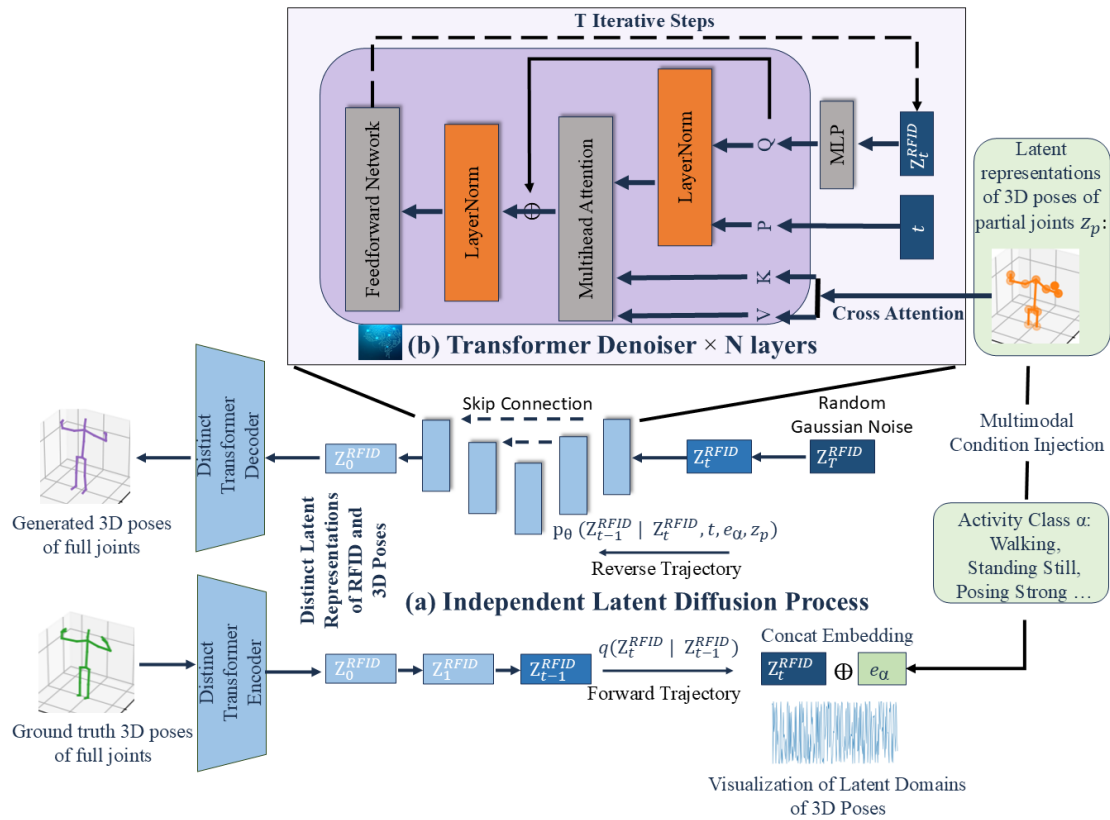 T Iterative Steps
Feedforward Network
LayerNorm
⊕
Multihead Attention
LayerNorm
Q
P
K
V
MLP
Z_t^{RFID}
t
Cross Attention
(b) Transformer Denoiser × N layers
Latent
representations
of 3D poses of
partial joints z_p:
Multimodal
Condition Injection
Activity Class α:
Walking,
Standing Still,
Posing Strong …
Generated 3D poses
of full joints
Distinct
Transformer
Decoder
Z_0^{RFID}
Skip Connection
Z_t^{RFID}
Random
Gaussian Noise
Z_T^{RFID}
p_θ (Z_{t-1}^{RFID} | Z_t^{RFID}, t, e_α, z_p)
Reverse Trajectory
Distinct Latent
Representations
of RFID and
3D Poses
(a) Independent Latent Diffusion Process
Ground truth 3D poses
of full joints
Distinct
Transformer
Encoder
Z_0^{RFID}
Z_1^{RFID}
Z_{t-1}^{RFID}
q(Z_t^{RFID} | Z_{t-1}^{RFID})
Forward Trajectory
Concat Embedding
Z_t^{RFID} ⊕ e_α
Visualization of Latent Domains
of 3D Poses